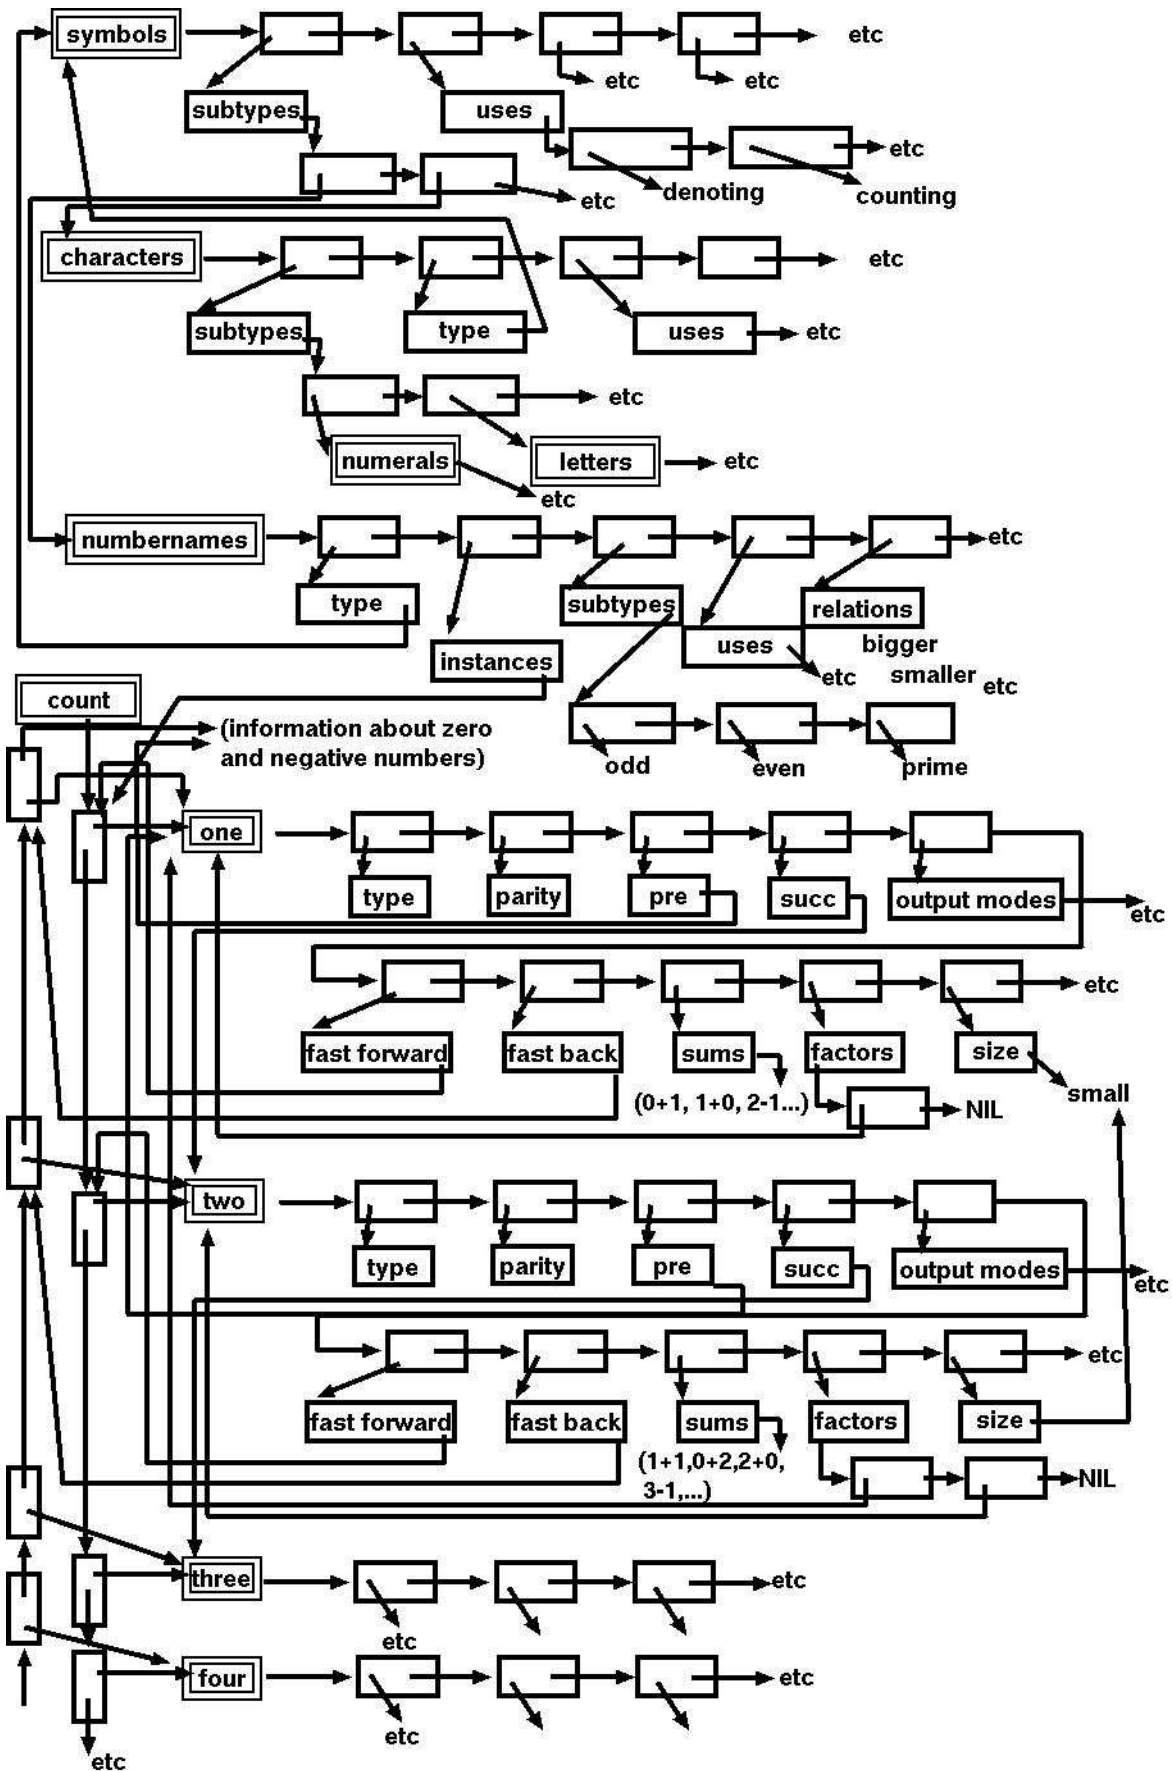 symbols
etc
etc
etc
subtypes
uses
etc
denoting
counting
etc
characters
etc
subtypes
type
uses
etc
etc
numerals
letters
etc
etc
numbernames
etc
type
subtypes
relations
uses
bigger
instances
etc
smaller
etc
count
(information about zero
and negative numbers)
odd
even
prime
one
type
parity
pre
succ
output modes
etc
etc
fast forward
fast back
sums
factors
size
(0+1, 1+0, 2-1...)
small
NIL
two
type
parity
pre
succ
output modes
etc
etc
fast forward
fast back
sums
factors
size
(1+1,0+2,2+0,
3-1,...)
NIL
three
etc
etc
four
etc
etc
etc